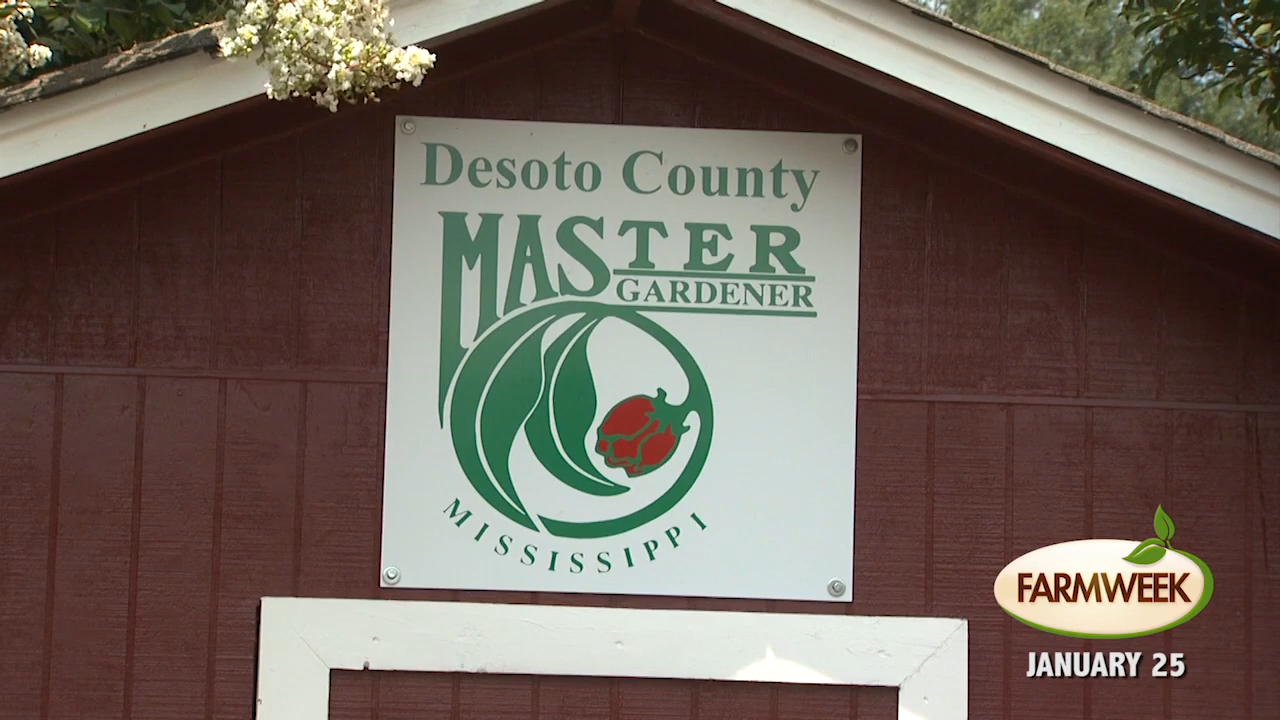 Desoto County
MASTER
GARDENER
MISSISSIPPI
FARMWEEK
JANUARY 25